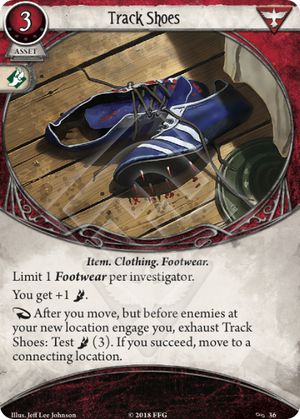 Track Shoes
3
ASSET
Item. Clothing. Footwear.
Limit 1 Footwear per investigator.
You get +1 .
After you move, but before enemies at
your new location engage you, exhaust Track
Shoes: Test (3). If you succeed, move to a
connecting location.
Illus. Jeff Lee Johnson
© 2018 FFG
36